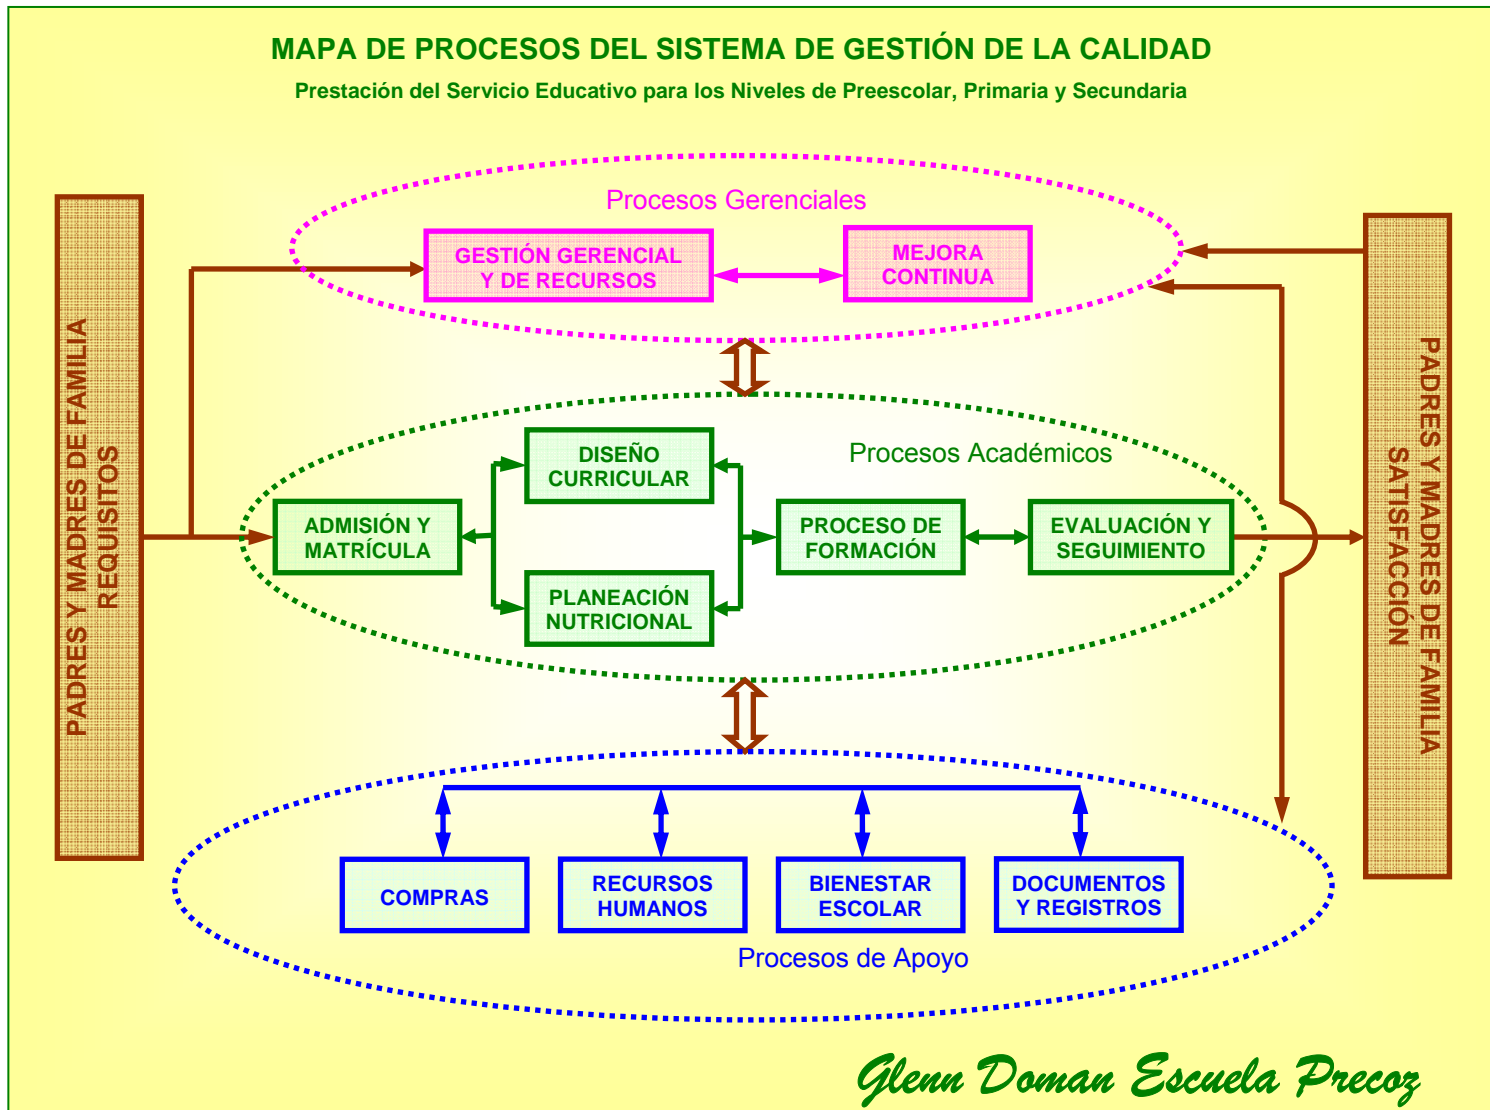 MAPA DE PROCESOS DEL SISTEMA DE GESTIÓN DE LA CALIDAD
Prestación del Servicio Educativo para los Niveles de Preescolar, Primaria y Secundaria
PADRES Y MADRES DE FAMILIA
REQUISITOS
Procesos Gerenciales
GESTIÓN GERENCIAL
Y DE RECURSOS
MEJORA
CONTINUA
Procesos Académicos
ADMISIÓN Y
MATRÍCULA
DISEÑO
CURRICULAR
PLANEACIÓN
NUTRICIONAL
PROCESO DE
FORMACIÓN
EVALUACIÓN Y
SEGUIMIENTO
PADRES Y MADRES DE FAMILIA
SATISFACCIÓN
COMPRAS
RECURSOS
HUMANOS
BIENESTAR
ESCOLAR
DOCUMENTOS
Y REGISTROS
Procesos de Apoyo
Glenn Doman Escuela Precoz